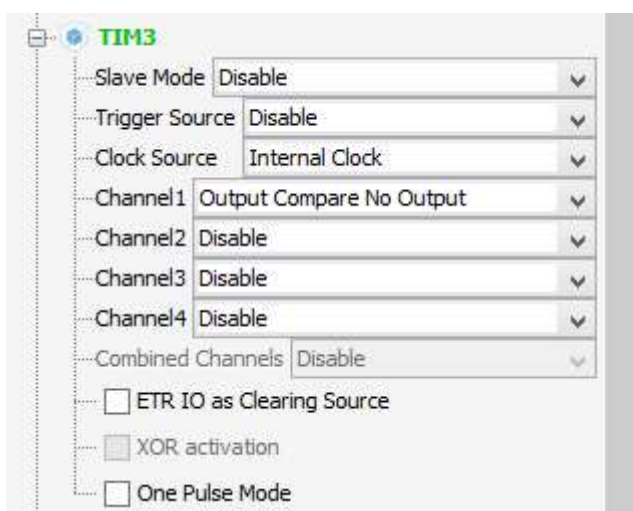 TIM3
Slave Mode Disable
Trigger Source Disable
Clock Source Internal Clock
Channel1 Output Compare No Output
Channel2 Disable
Channel3 Disable
Channel4 Disable
Combined Channels Disable
ETR IO as Clearing Source
XOR activation
One Pulse Mode